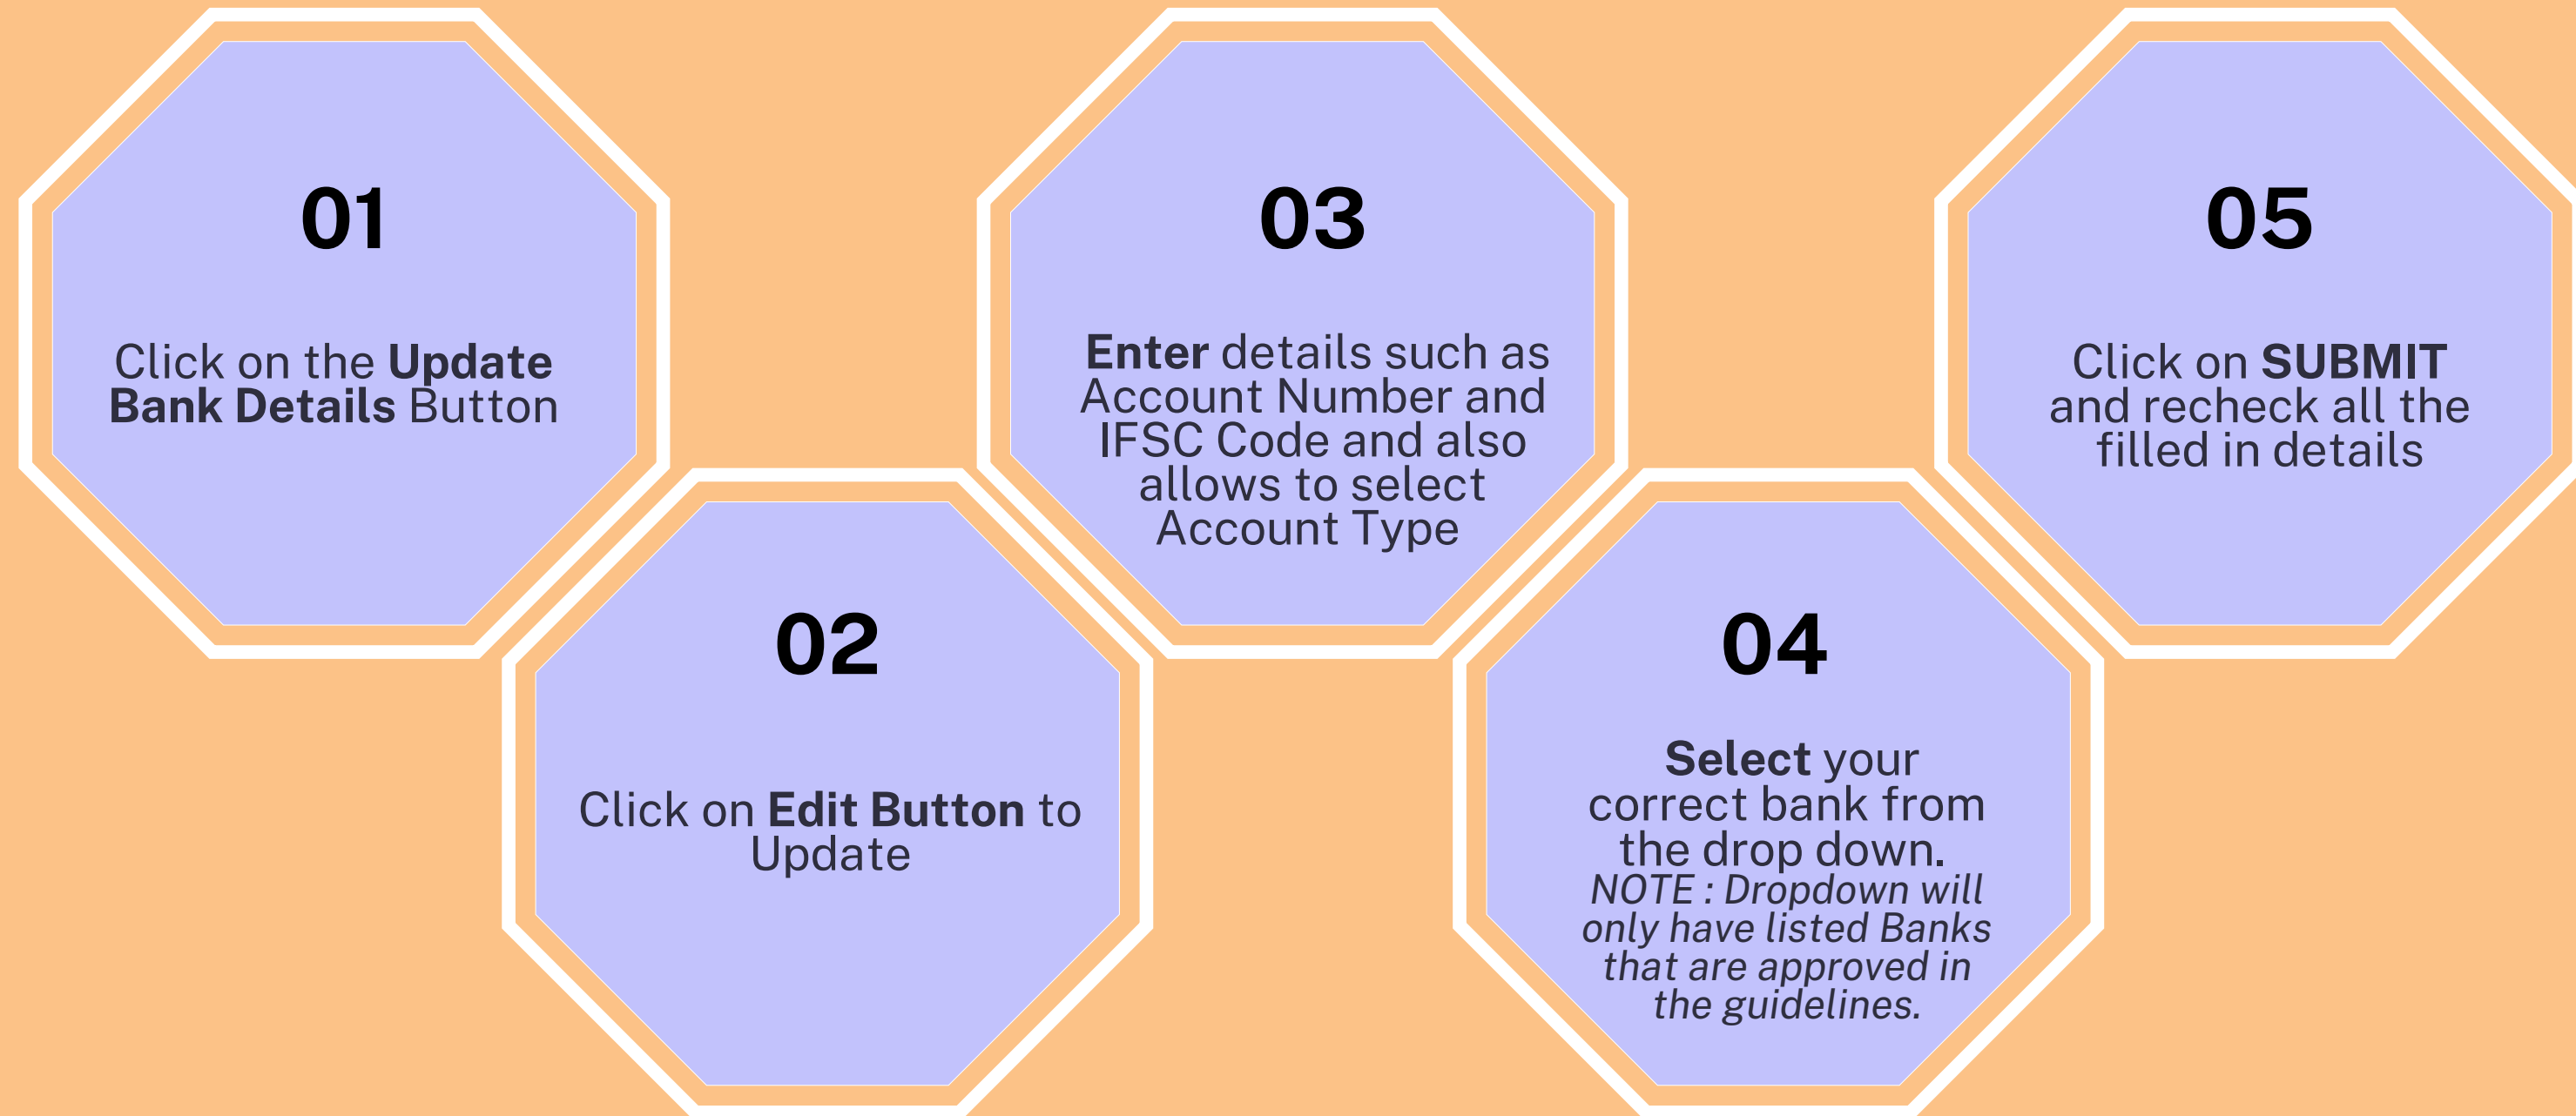 01
Click on the Update
Bank Details Button
02
Click on Edit Button to
Update
03
Enter details such as
Account Number and
IFSC Code and also
allows to select
Account Type
04
Select your
correct bank from
the drop down.
NOTE : Dropdown will
only have listed Banks
that are approved in
the guidelines.
05
Click on SUBMIT
and recheck all the
filled in details